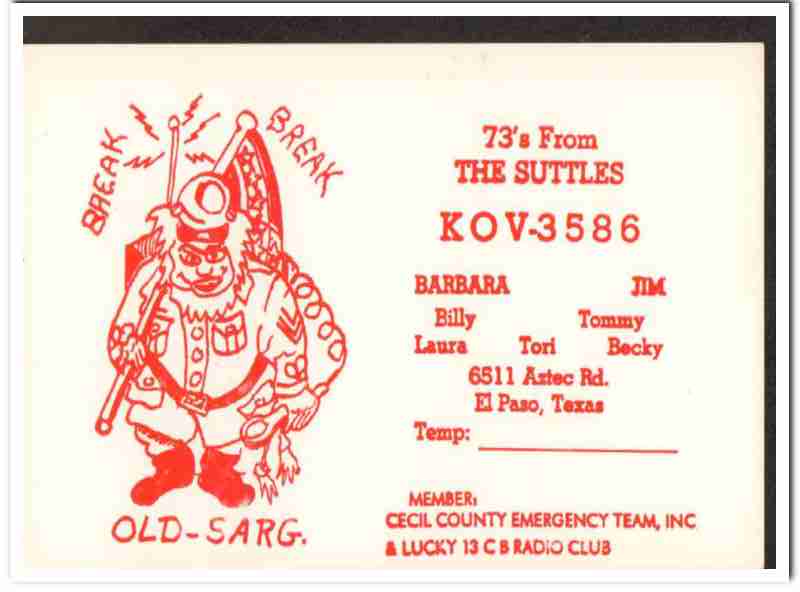 BREAK
BREAK
OLD-SARG.
73's From
THE SUTTLES
KOV-3586
BARBARA JIM
Billy Tommy
Laura Tori Becky
6511 Aztec Rd.
El Paso, Texas
Temp:
MEMBER:
CECIL COUNTY EMERGENCY TEAM, INC
& LUCKY 13 C B RADIO CLUB